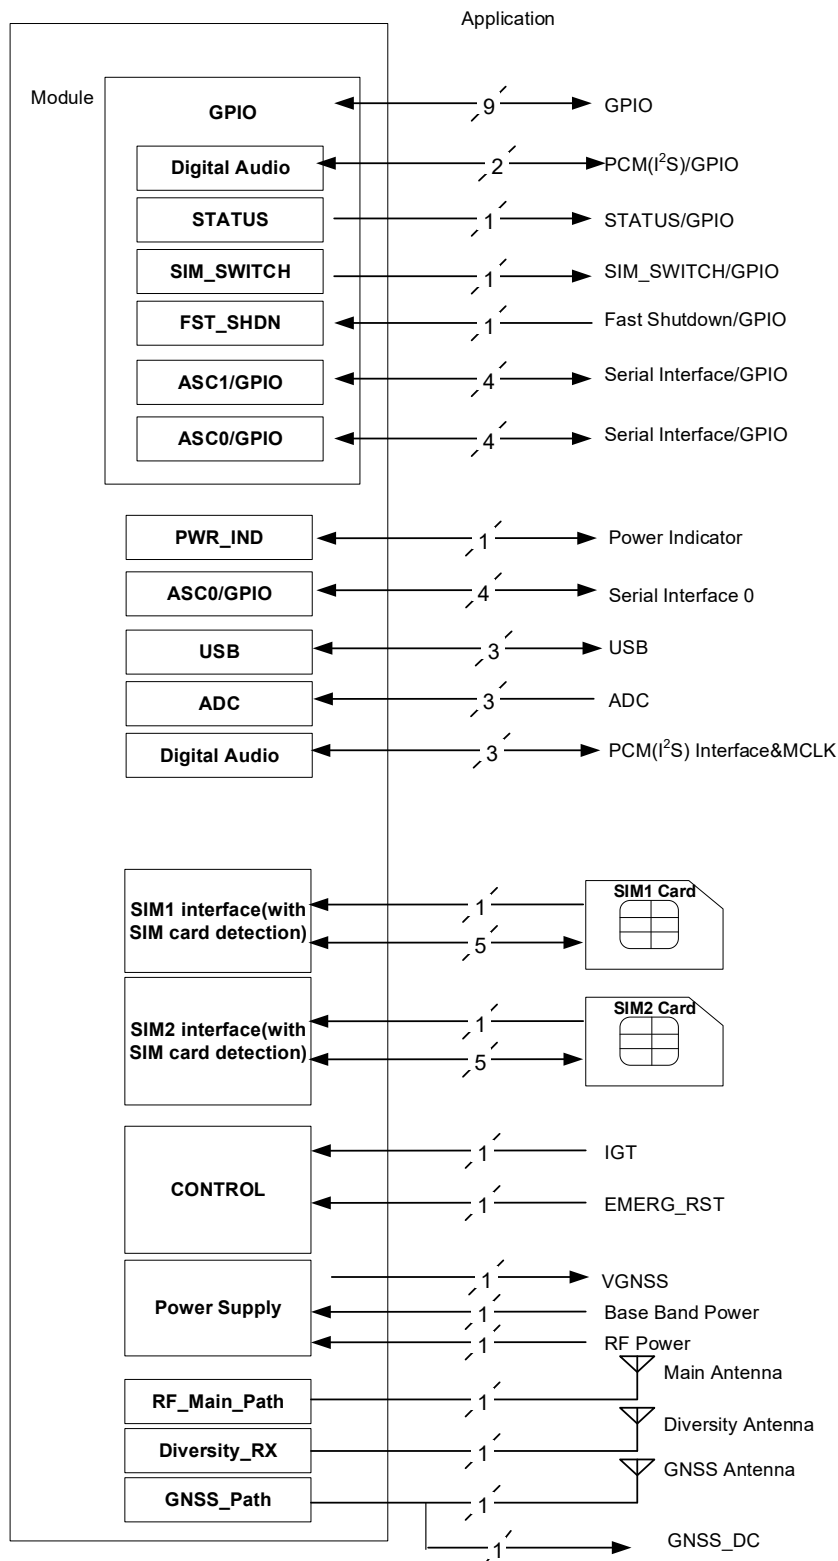 Application
Module
GPIO
9
GPIO
Digital Audio
2
PCM(I²S)/GPIO
STATUS
1
STATUS/GPIO
SIM_SWITCH
1
SIM_SWITCH/GPIO
FST_SHDN
1
Fast Shutdown/GPIO
ASC1/GPIO
4
Serial Interface/GPIO
ASC0/GPIO
4
Serial Interface/GPIO
PWR_IND
1
Power Indicator
ASC0/GPIO
4
Serial Interface 0
USB
3
USB
ADC
3
ADC
Digital Audio
3
PCM(I²S) Interface&MCLK
SIM1 interface(with
SIM card detection)
1
5
SIM1 Card
SIM2 interface(with
SIM card detection)
1
5
SIM2 Card
CONTROL
1
IGT
1
EMERG_RST
Power Supply
1
VGNSS
1
Base Band Power
1
RF Power
RF_Main_Path
1
Main Antenna
Diversity_RX
1
Diversity Antenna
GNSS_Path
1
GNSS Antenna
1
GNSS_DC